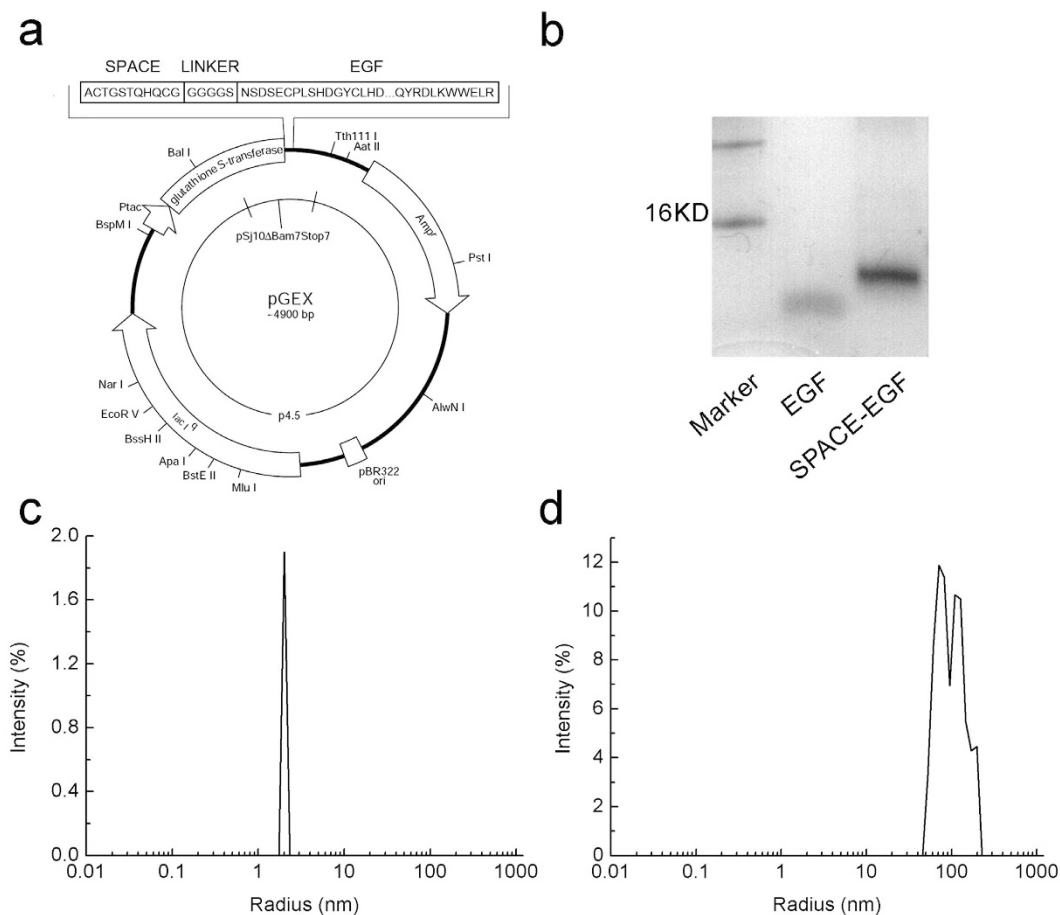 a
SPACE LINKER EGF
ACTGSTQHQCG GGGGS NSDSECPLSHDGYCLHD...QYRDLKWWELR
Tth111 I
Aat II
Bal I
glutathione S-transferase
Ptac
BspM I
Ampr
pSj10ΔBam7Stop7
Pst I
pGEX
~4900 bp
Nar I
EcoR V
BssH II
Apa I
BstE II
Mlu I
lac Iq
p4.5
AlwN I
pBR322
ori
b
16KD
Marker
EGF
SPACE-EGF
c
2.0
1.6
1.2
0.8
0.4
0.0
Intensity (%)
0.01 0.1 1 10 100 1000
Radius (nm)
d
12
10
8
6
4
2
0
Intensity (%)
0.01 0.1 1 10 100 1000
Radius (nm)